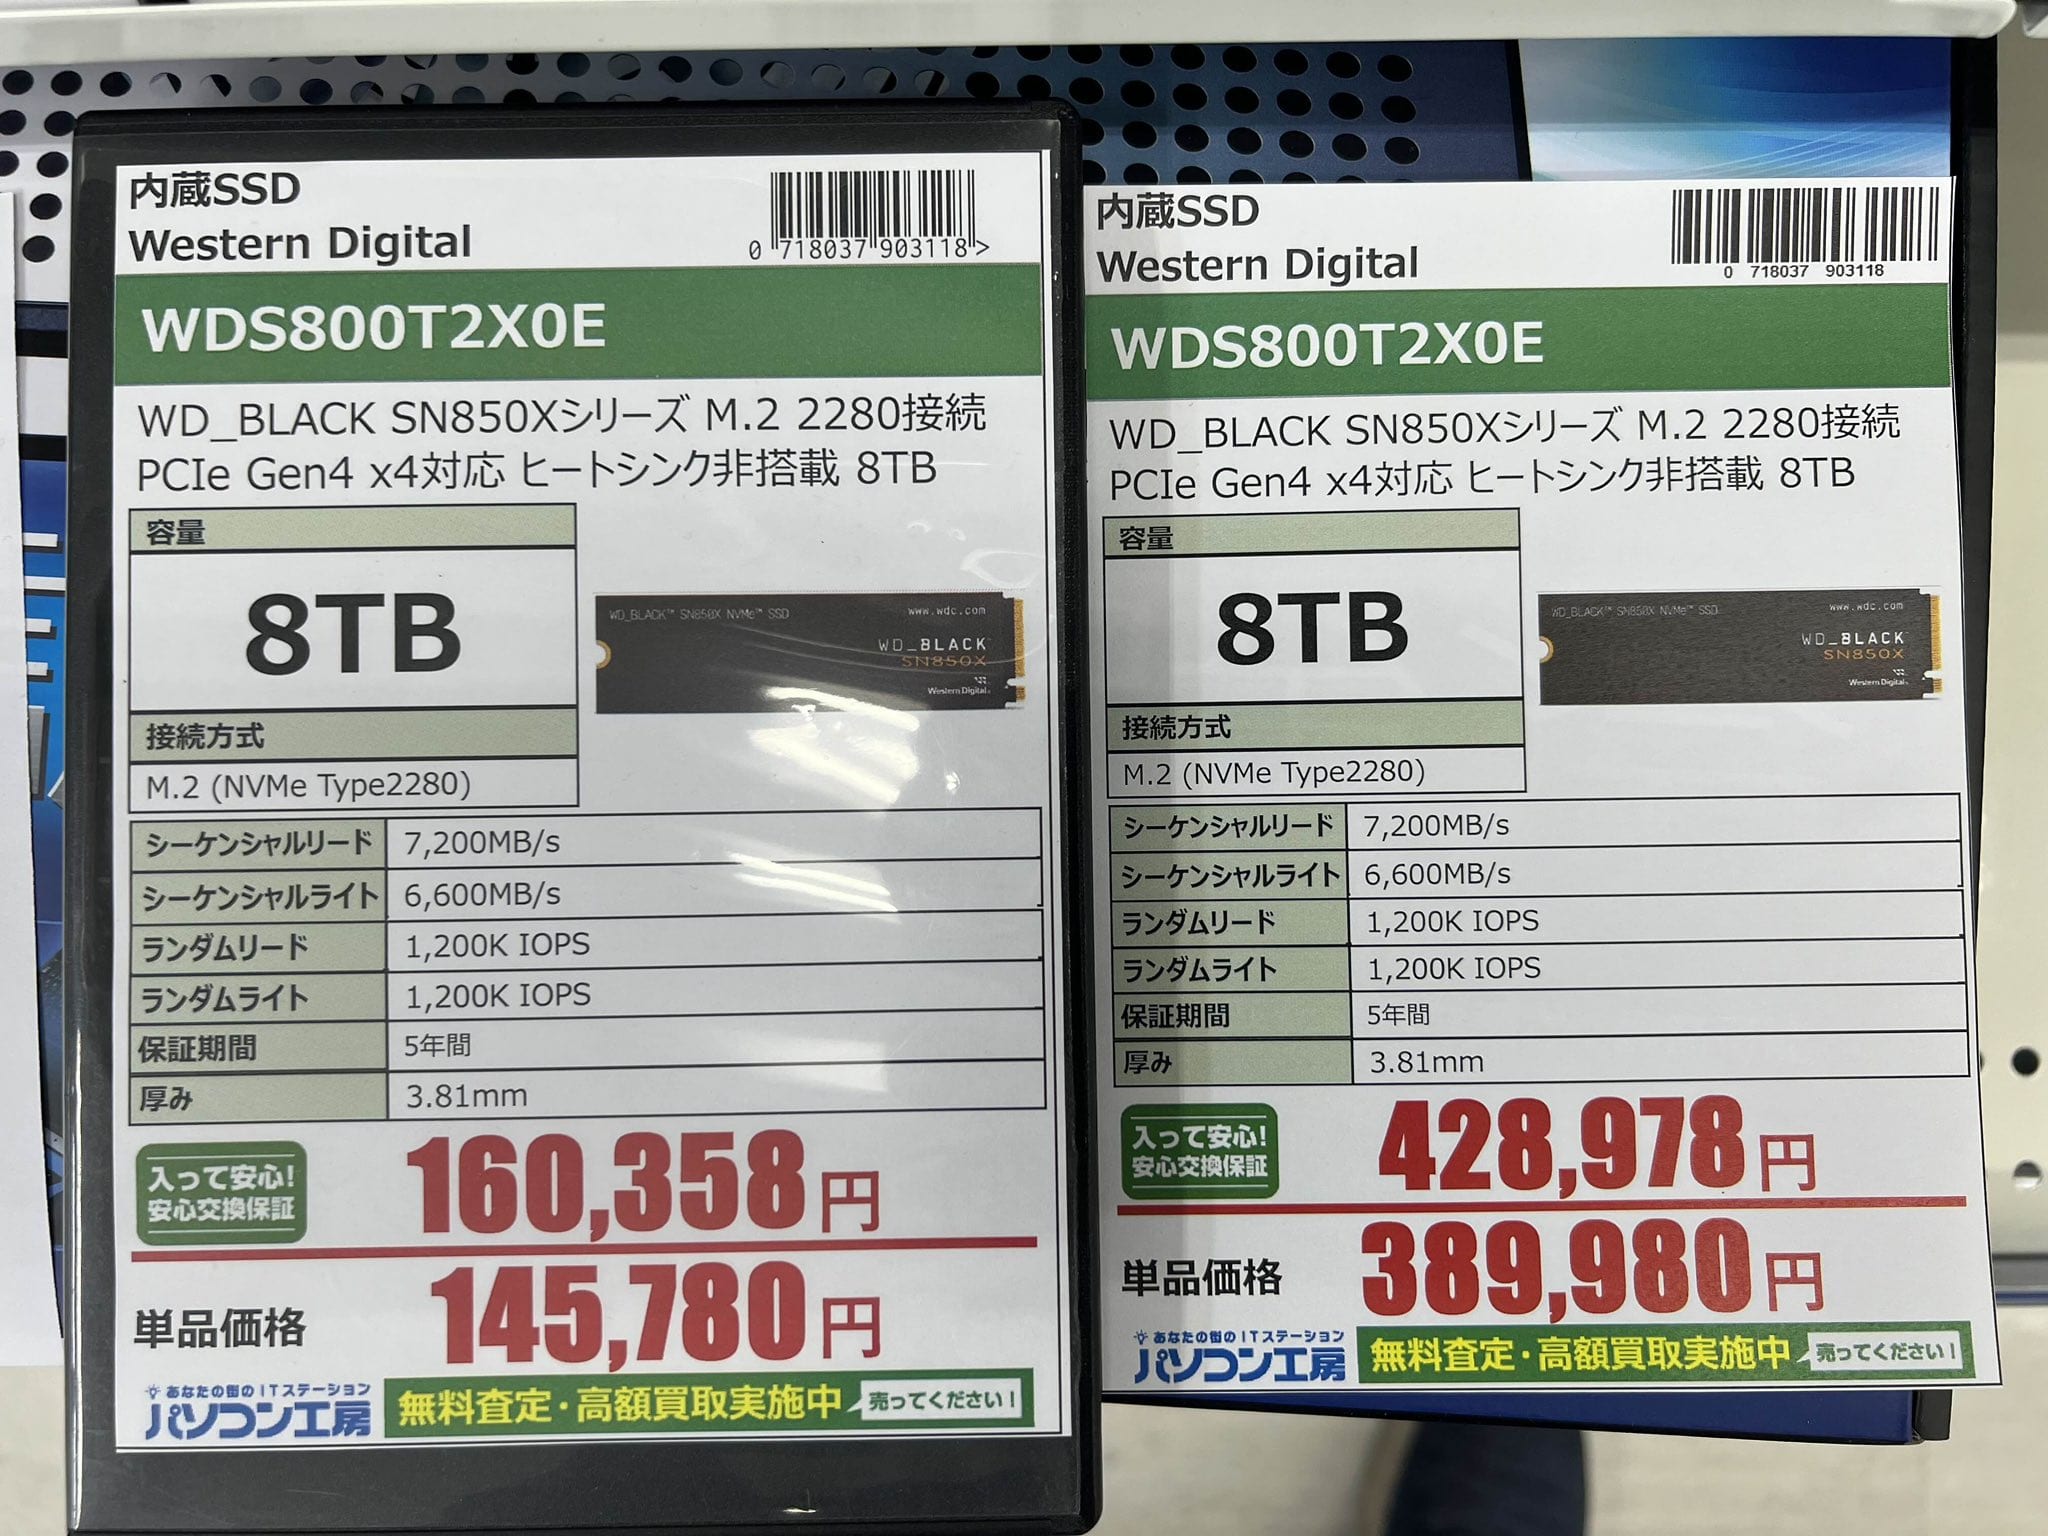 内蔵SSD
Western Digital
0 718037 903118 >
WDS800T2X0E
WD_BLACK SN850Xシリーズ M.2 2280接続
PCIe Gen4 x4対応 ヒートシンク非搭載 8TB
容量
8TB
WD_BLACK™ SN850X NVMe™ SSD
www.wdc.com
WD_BLACK
SN850X
Western Digital
接続方式
M.2 (NVMe Type2280)
シーケンシャルリード 7,200MB/s
シーケンシャルライト 6,600MB/s
ランダムリード 1,200K IOPS
ランダムライト 1,200K IOPS
保証期間 5年間
厚み 3.81mm
入って安心!
安心交換保証
160,358円
単品価格 145,780円
あなたの街のITステーション
パソコン工房
無料査定・高額買取実施中
売ってください!
内蔵SSD
Western Digital
0 718037 903118
WDS800T2X0E
WD_BLACK SN850Xシリーズ M.2 2280接続
PCIe Gen4 x4対応 ヒートシンク非搭載 8TB
容量
8TB
WD_BLACK™ SN850X NVMe™ SSD
www.wdc.com
WD_BLACK
SN850X
Western Digital
接続方式
M.2 (NVMe Type2280)
シーケンシャルリード 7,200MB/s
シーケンシャルライト 6,600MB/s
ランダムリード 1,200K IOPS
ランダムライト 1,200K IOPS
保証期間 5年間
厚み 3.81mm
入って安心!
安心交換保証
428,978円
単品価格 389,980円
あなたの街のITステーション
パソコン工房
無料査定・高額買取実施中
売ってください!